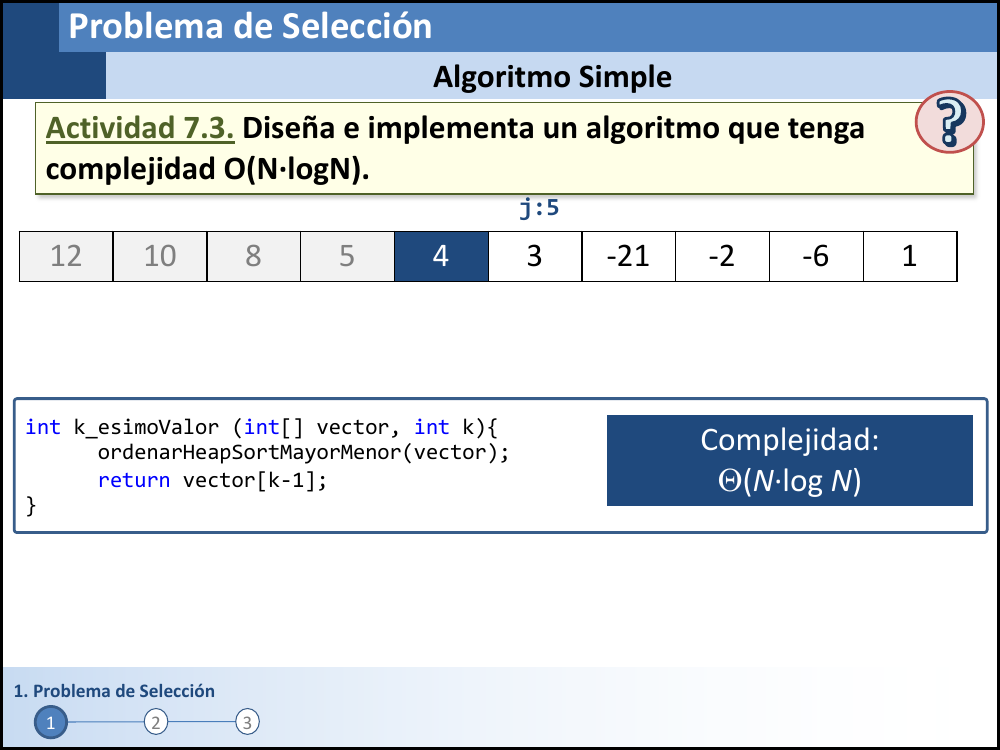 Problema de Selección
Algoritmo Simple
?
Actividad 7.3. Diseña e implementa un algoritmo que tenga
complejidad O(N·logN).
j:5
12 10 8 5 4 3 -21 -2 -6 1
int k_esimoValor (int[] vector, int k){
ordenarHeapSortMayorMenor(vector);
return vector[k-1];
}
Complejidad:
Θ(N·log N)
1. Problema de Selección
1 2 3